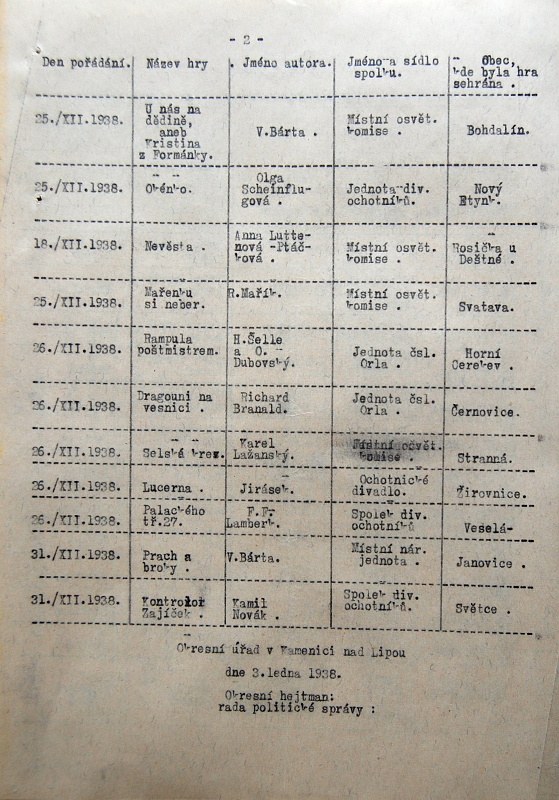 - 2 -
Den pořádání. Název hry . Jméno autora. Jméno a sídlo spolku. Obec, kde byla hra sehrána .
25./XII.1938. U nás na dědině, aneb Kristina z Formánky. V.Bárta . Místní osvět. komise . Bohdalín.
25./XII.1938. Okénko. Olga Scheinflugová . Jednota div. ochotníků. Nový Etynk.
18./XII.1938. Nevěsta . Anna Luttenová -Ptáčková . Místní osvět. komise . Rosička u Deštné .
25./XII.1938. Mařenku si neber. R.Mařík. Místní osvět. komise . Svatava.
26./XII.1938. Rampula poštmistrem. H.Šelle a O. Dubovský. Jednota čsl. Orla . Horní Cerekev .
26./XII.1938. Dragouni na vesnici . Richard Branald. Jednota čsl. Orla . Černovice.
26./XII.1938. Selská krev. Karel Lažanský. Místní osvět. komise . Stranná.
26./XII.1938. Lucerna . Jirásek. Ochotnické divadlo. Žirovnice.
26./XII.1938. Palackého tř.27. F.F. Lamberk. Spolek div. ochotníků Veselá-
31./XII.1938. Prach a broky . V.Bárta. Místní nár. jednota . Janovice .
31./XII.1938. Kontrolor Zajíček . Kamil Novák . Spolek div. ochotníků. Světce .
Okresní úřad v Kamenici nad Lipou
dne 3.ledna 1938.
Okresní hejtman:
rada politické správy :